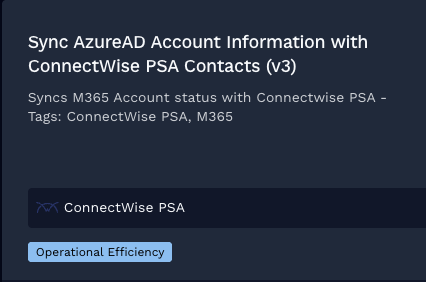 Sync AzureAD Account Information with
ConnectWise PSA Contacts (v3)
Syncs M365 Account status with Connectwise PSA -
Tags: ConnectWise PSA, M365
ConnectWise PSA
Operational Efficiency